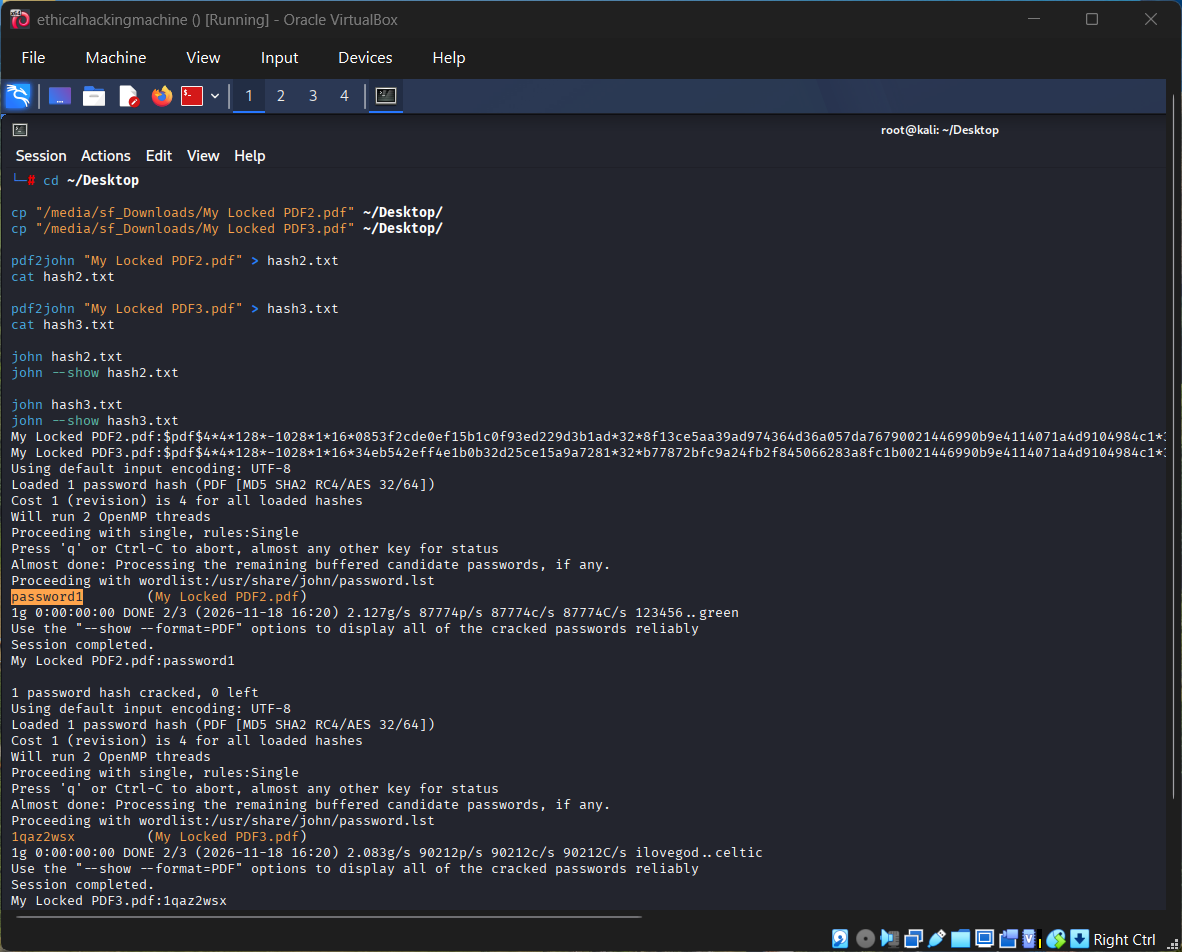 ethicalhackingmachine () [Running] - Oracle VirtualBox
File Machine View Input Devices Help
1 2 3 4
root@kali: ~/Desktop
Session Actions Edit View Help
└─# cd ~/Desktop
cp "/media/sf_Downloads/My Locked PDF2.pdf" ~/Desktop/
cp "/media/sf_Downloads/My Locked PDF3.pdf" ~/Desktop/
pdf2john "My Locked PDF2.pdf" > hash2.txt
cat hash2.txt
pdf2john "My Locked PDF3.pdf" > hash3.txt
cat hash3.txt
john hash2.txt
john --show hash2.txt
john hash3.txt
john --show hash3.txt
My Locked PDF2.pdf:$pdf$4*4*128*-1028*1*16*0853f2cde0ef15b1c0f93ed229d3b1ad*32*8f13ce5aa39ad974364d36a057da76790021446990b9e4114071a4d9104984c1*3
My Locked PDF3.pdf:$pdf$4*4*128*-1028*1*16*34eb542eff4e1b0b32d25ce15a9a7281*32*b77872bfc9a24fb2f845066283a8fc1b0021446990b9e4114071a4d9104984c1*3
Using default input encoding: UTF-8
Loaded 1 password hash (PDF [MD5 SHA2 RC4/AES 32/64])
Cost 1 (revision) is 4 for all loaded hashes
Will run 2 OpenMP threads
Proceeding with single, rules:Single
Press 'q' or Ctrl-C to abort, almost any other key for status
Almost done: Processing the remaining buffered candidate passwords, if any.
Proceeding with wordlist:/usr/share/john/password.lst
password1 (My Locked PDF2.pdf)
1g 0:00:00:00 DONE 2/3 (2026-11-18 16:20) 2.127g/s 87774p/s 87774c/s 87774C/s 123456..green
Use the "--show --format=PDF" options to display all of the cracked passwords reliably
Session completed.
My Locked PDF2.pdf:password1
1 password hash cracked, 0 left
Using default input encoding: UTF-8
Loaded 1 password hash (PDF [MD5 SHA2 RC4/AES 32/64])
Cost 1 (revision) is 4 for all loaded hashes
Will run 2 OpenMP threads
Proceeding with single, rules:Single
Press 'q' or Ctrl-C to abort, almost any other key for status
Almost done: Processing the remaining buffered candidate passwords, if any.
Proceeding with wordlist:/usr/share/john/password.lst
1qaz2wsx (My Locked PDF3.pdf)
1g 0:00:00:00 DONE 2/3 (2026-11-18 16:20) 2.083g/s 90212p/s 90212c/s 90212C/s ilovegod..celtic
Use the "--show --format=PDF" options to display all of the cracked passwords reliably
Session completed.
My Locked PDF3.pdf:1qaz2wsx
Right Ctrl